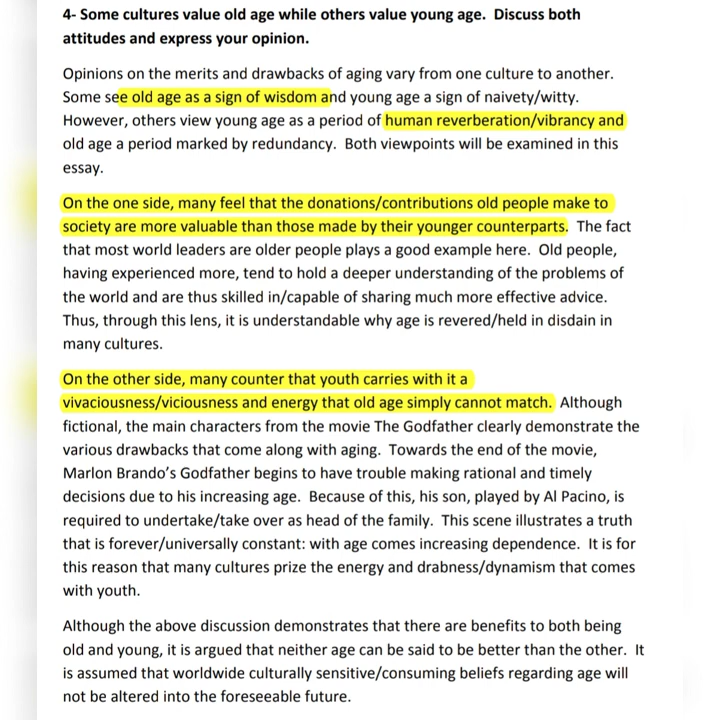 4- Some cultures value old age while others value young age.  Discuss both
attitudes and express your opinion.
Opinions on the merits and drawbacks of aging vary from one culture to another.
Some see old age as a sign of wisdom and young age a sign of naivety/witty.
However, others view young age as a period of human reverberation/vibrancy and
old age a period marked by redundancy.  Both viewpoints will be examined in this
essay.
On the one side, many feel that the donations/contributions old people make to
society are more valuable than those made by their younger counterparts.  The fact
that most world leaders are older people plays a good example here.  Old people,
having experienced more, tend to hold a deeper understanding of the problems of
the world and are thus skilled in/capable of sharing much more effective advice.
Thus, through this lens, it is understandable why age is revered/held in disdain in
many cultures.
On the other side, many counter that youth carries with it a
vivaciousness/viciousness and energy that old age simply cannot match.  Although
fictional, the main characters from the movie The Godfather clearly demonstrate the
various drawbacks that come along with aging.  Towards the end of the movie,
Marlon Brando's Godfather begins to have trouble making rational and timely
decisions due to his increasing age.  Because of this, his son, played by Al Pacino, is
required to undertake/take over as head of the family.  This scene illustrates a truth
that is forever/universally constant: with age comes increasing dependence.  It is for
this reason that many cultures prize the energy and drabness/dynamism that comes
with youth.
Although the above discussion demonstrates that there are benefits to both being
old and young, it is argued that neither age can be said to be better than the other.  It
is assumed that worldwide culturally sensitive/consuming beliefs regarding age will
not be altered into the foreseeable future.